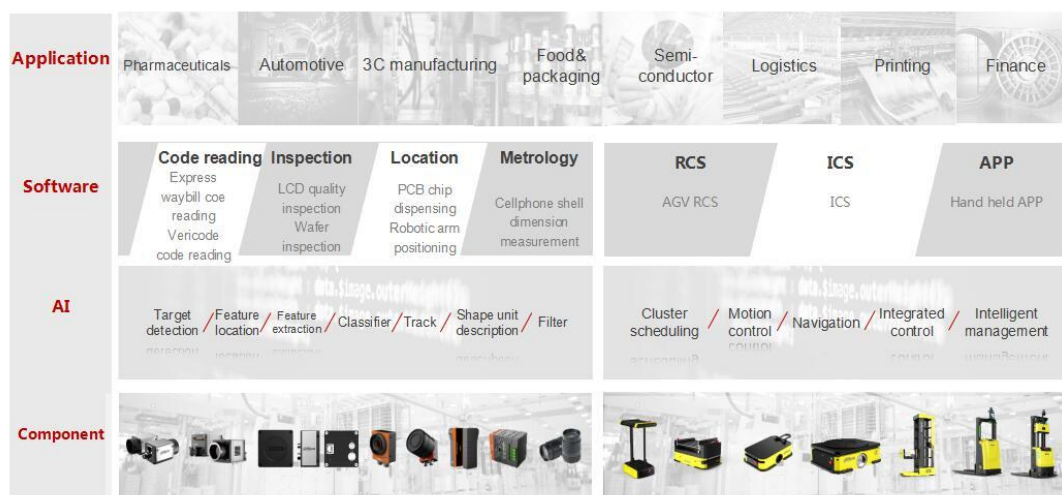 Application
Pharmaceuticals
Automotive
3C manufacturing
Food&
packaging
Semi-
conductor
Logistics
Printing
Finance
Software
Code reading
Express
waybill coe
reading
Vericode
code reading
Inspection
LCD quality
inspection
Wafer
inspection
Location
PCB chip
dispensing
Robotic arm
positioning
Metrology
Cellphone shell
dimension
measurement
RCS
AGV RCS
ICS
ICS
APP
Hand held APP
AI
Target
detection
Feature
location
Feature
extraction
Classifier
Track
Shape unit
description
Filter
Cluster
scheduling
Motion
control
Navigation
Integrated
control
Intelligent
management
Component